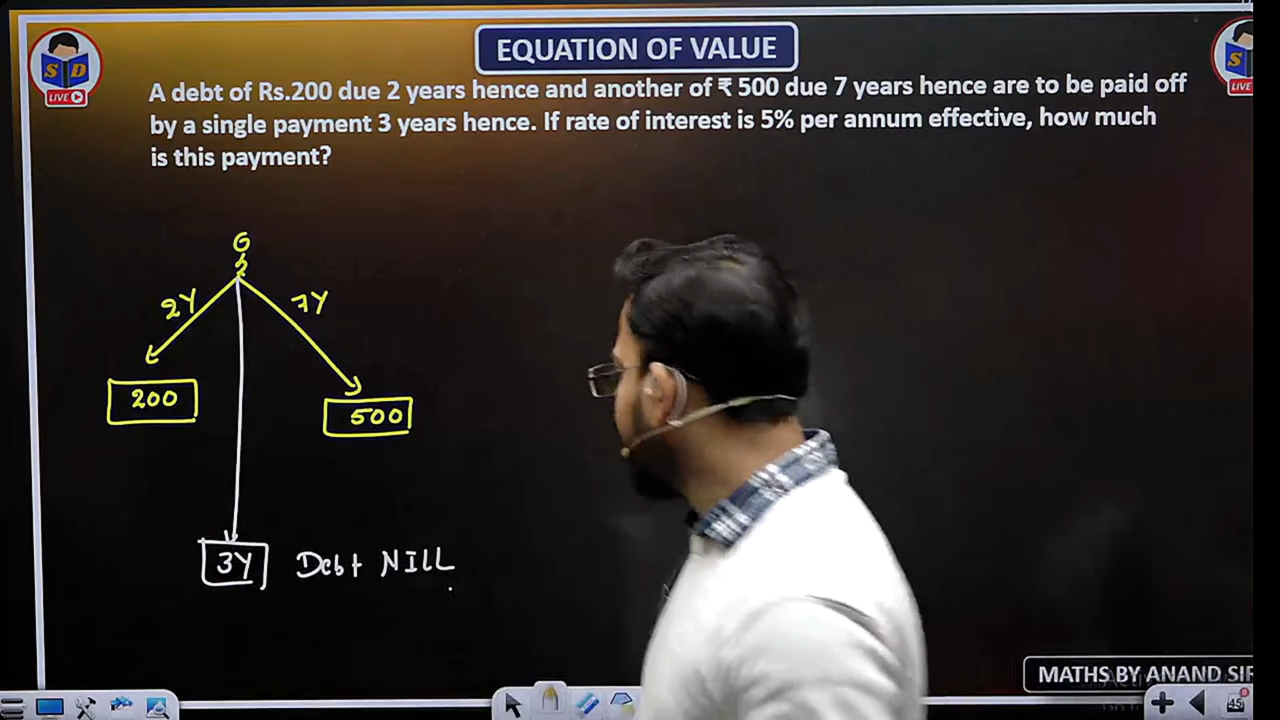 EQUATION OF VALUE
S D
LIVE
S
LIVE
A debt of Rs.200 due 2 years hence and another of ₹ 500 due 7 years hence are to be paid off
by a single payment 3 years hence. If rate of interest is 5% per annum effective, how much
is this payment?
2Y
7Y
200
500
3Y Debt NILL
MATHS BY ANAND SIR
45